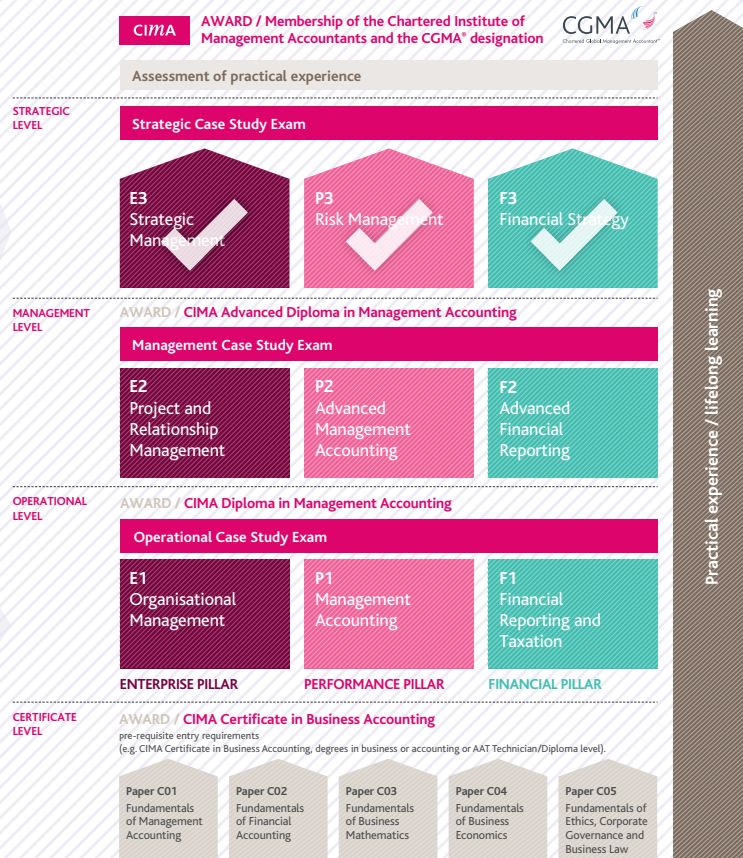 CIMA
AWARD / Membership of the Chartered Institute of
Management Accountants and the CGMA® designation
CGMA
Chartered Global Management Accountant™
Assessment of practical experience
STRATEGIC
LEVEL
Strategic Case Study Exam
E3
Strategic
Management
P3
Risk Management
F3
Financial Strategy
MANAGEMENT
LEVEL
AWARD / CIMA Advanced Diploma in Management Accounting
Management Case Study Exam
E2
Project and
Relationship
Management
P2
Advanced
Management
Accounting
F2
Advanced
Financial
Reporting
OPERATIONAL
LEVEL
AWARD / CIMA Diploma in Management Accounting
Operational Case Study Exam
E1
Organisational
Management
P1
Management
Accounting
F1
Financial
Reporting and
Taxation
ENTERPRISE PILLAR
PERFORMANCE PILLAR
FINANCIAL PILLAR
CERTIFICATE
LEVEL
AWARD / CIMA Certificate in Business Accounting
pre-requisite entry requirements
(e.g. CIMA Certificate in Business Accounting, degrees in business or accounting or AAT Technician/Diploma level).
Paper C01
Fundamentals
of Management
Accounting
Paper C02
Fundamentals
of Financial
Accounting
Paper C03
Fundamentals
of Business
Mathematics
Paper C04
Fundamentals
of Business
Economics
Paper C05
Fundamentals of
Ethics, Corporate
Governance and
Business Law
Practical experience / lifelong learning